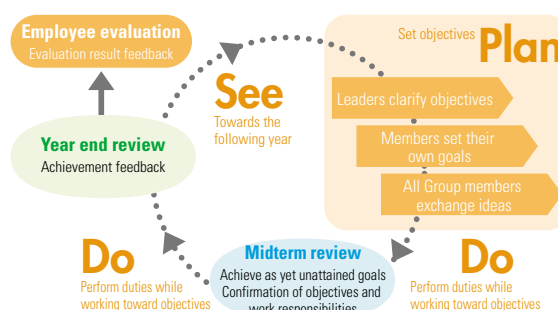 Employee evaluation
Evaluation result feedback
Set objectives Plan
See
Towards the
following year
Leaders clarify objectives
Members set their
own goals
All Group members
exchange ideas
Year end review
Achievement feedback
Do
Perform duties while
working toward objectives
Midterm review
Achieve as yet unattained goals
Confirmation of objectives and
work responsibilities
Do
Perform duties while
working toward objectives